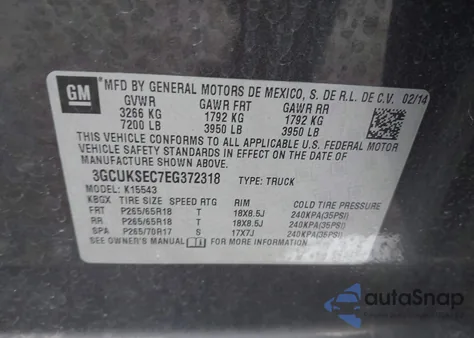 GM
MFD BY GENERAL MOTORS DE MEXICO, S. DE R.L. DE C.V. 02/14
GVWR GAWR FRT GAWR RR
3266 KG 1792 KG 1792 KG
7200 LB 3950 LB 3950 LB
THIS VEHICLE CONFORMS TO ALL APPLICABLE U.S. FEDERAL MOTOR
VEHICLE SAFETY STANDARDS IN EFFECT ON THE DATE OF
MANUFACTURE SHOWN ABOVE.
3GCUKSEC7EG372318 TYPE: TRUCK
MODEL: K15543
KBGX TIRE SIZE SPEED RTG RIM COLD TIRE PRESSURE
FRT P265/65R18 T 18X8.5J 240KPA(35PSI)
RR P265/65R18 T 18X8.5J 240KPA(35PSI)
SPA P265/70R17 S 17X7J 240KPA(35PSI)
SEE OWNER'S MANUAL FOR MORE INFORMATION
autoSnap
Want to